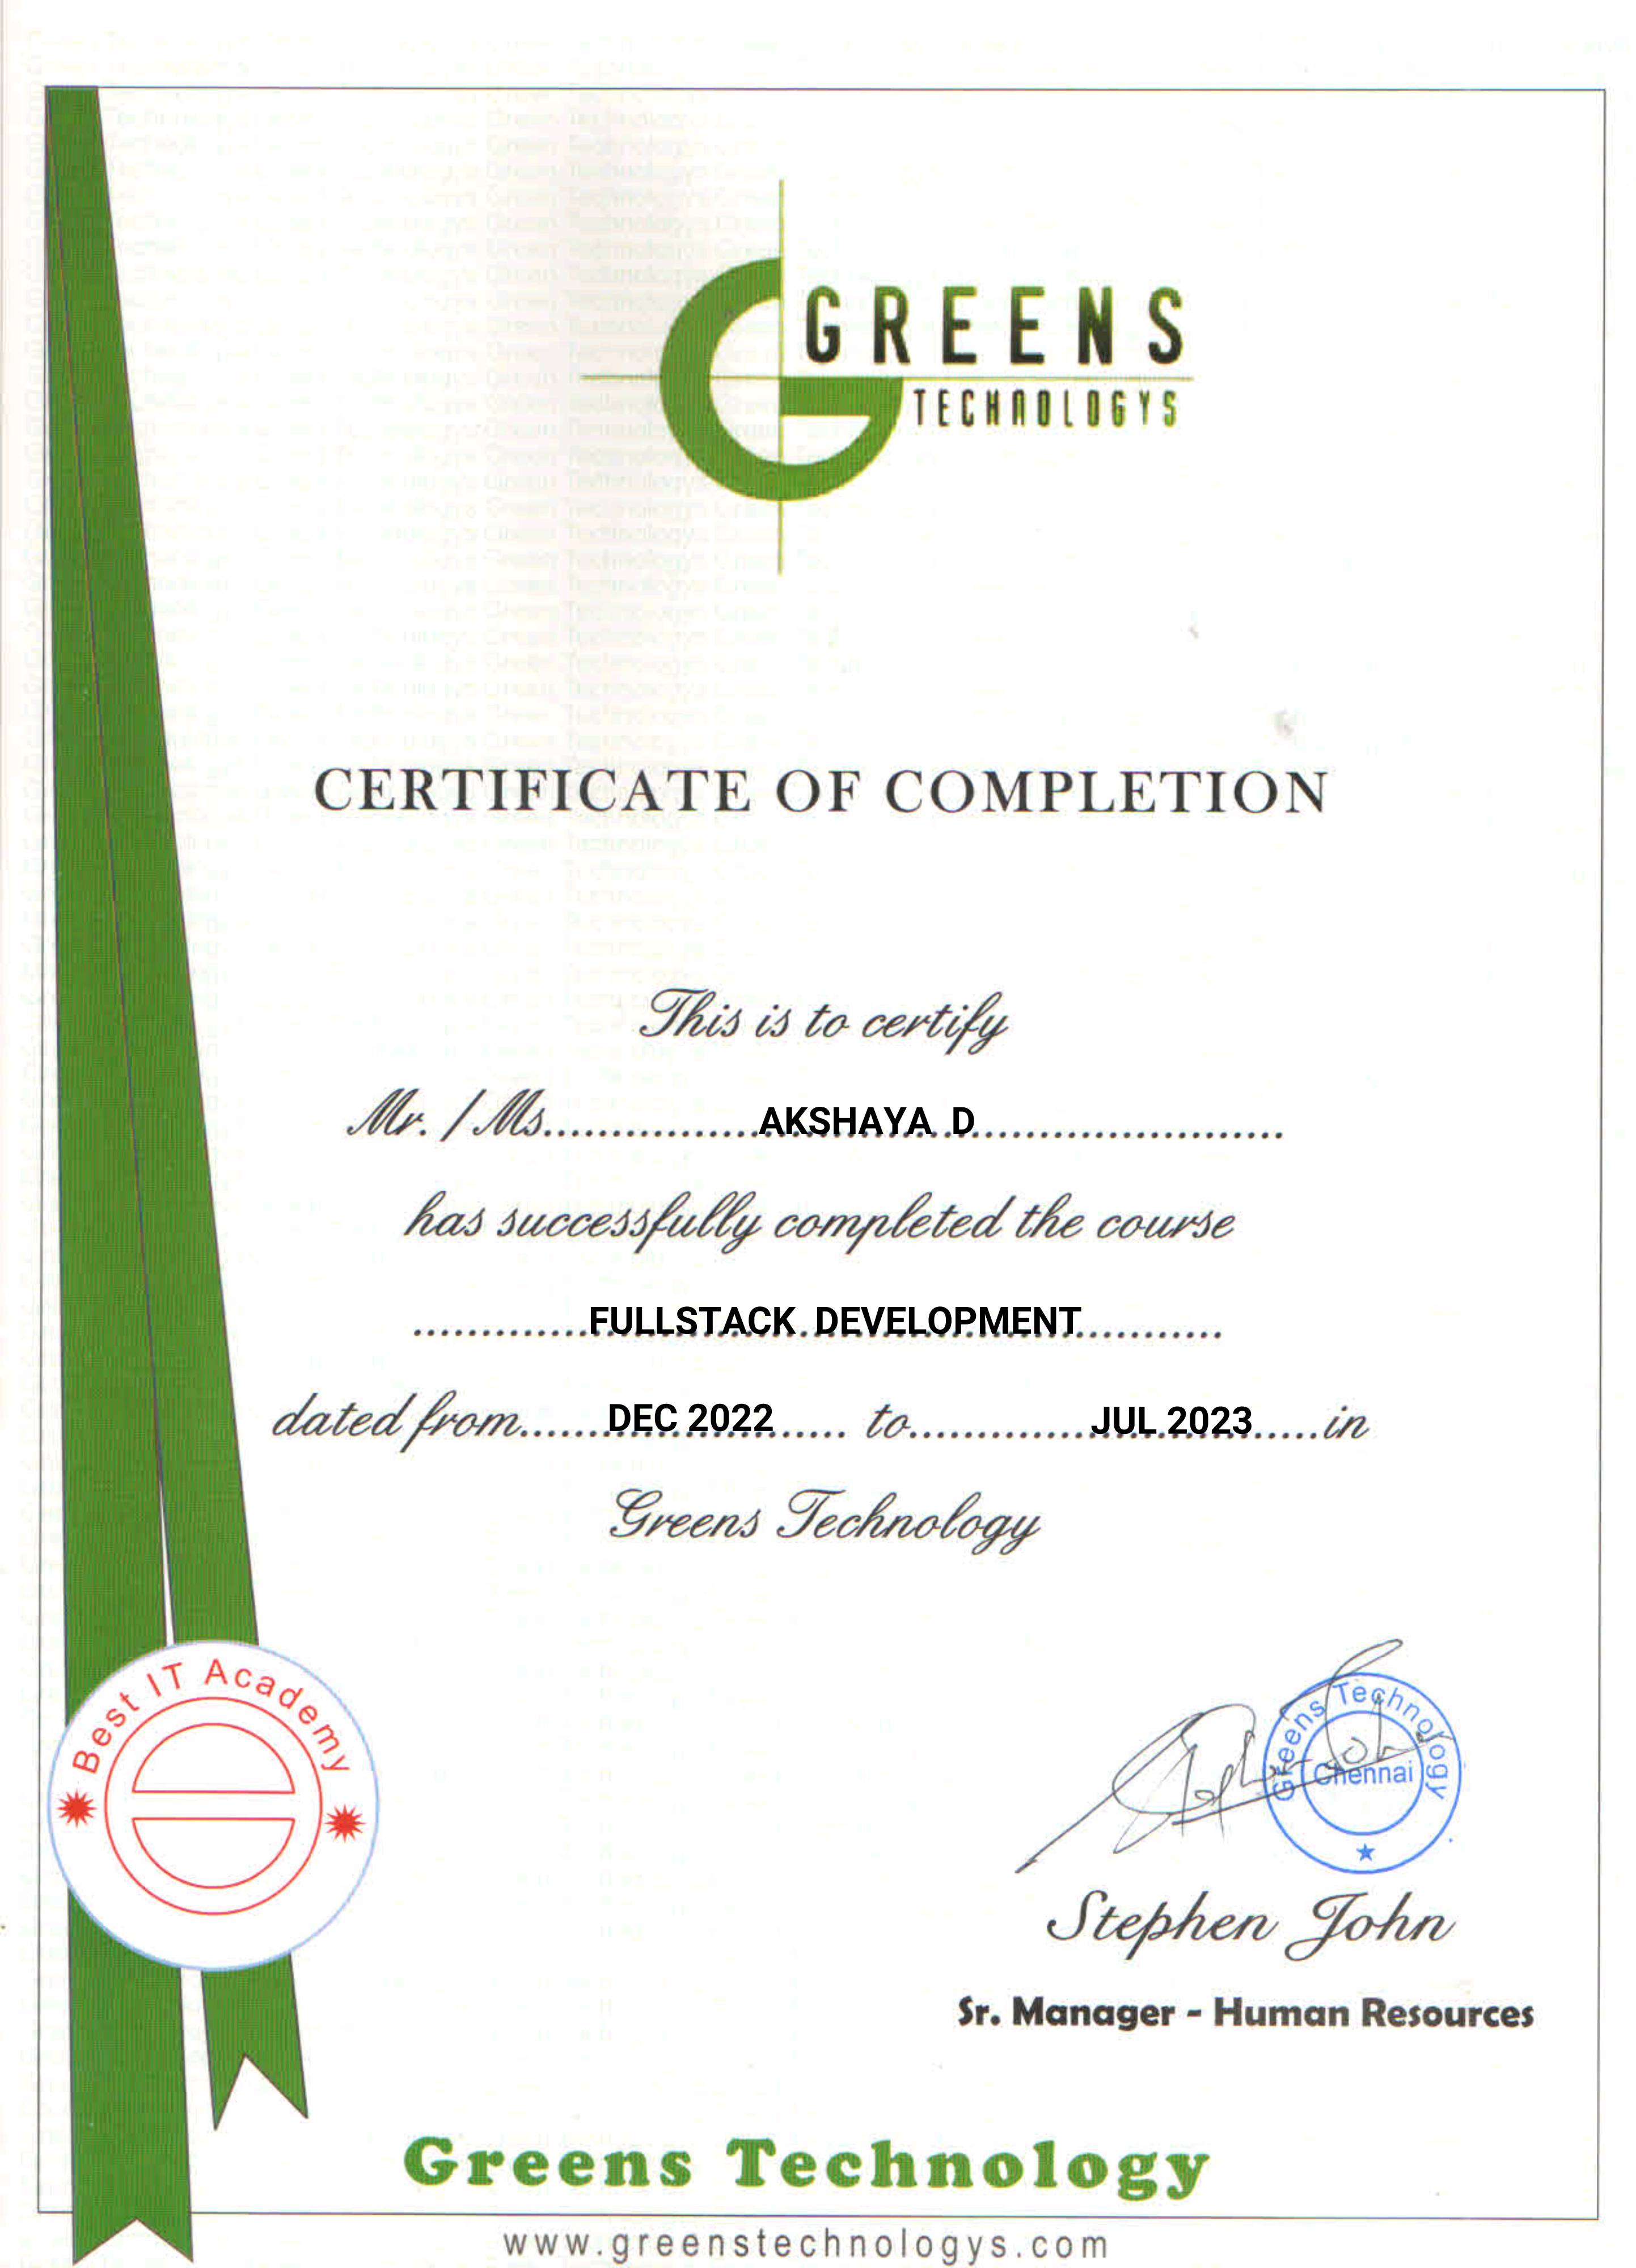 GREENS
TECHNOLOGYS
CERTIFICATE OF COMPLETION
This is to certify
Mr. / Ms. AKSHAYA D
has successfully completed the course
FULLSTACK DEVELOPMENT
dated from DEC 2022 to JUL 2023 in
Greens Technology
Best IT Academy
Greens Technology
Chennai
Stephen John
Sr. Manager - Human Resources
Greens Technology
www.greenstechnologys.com